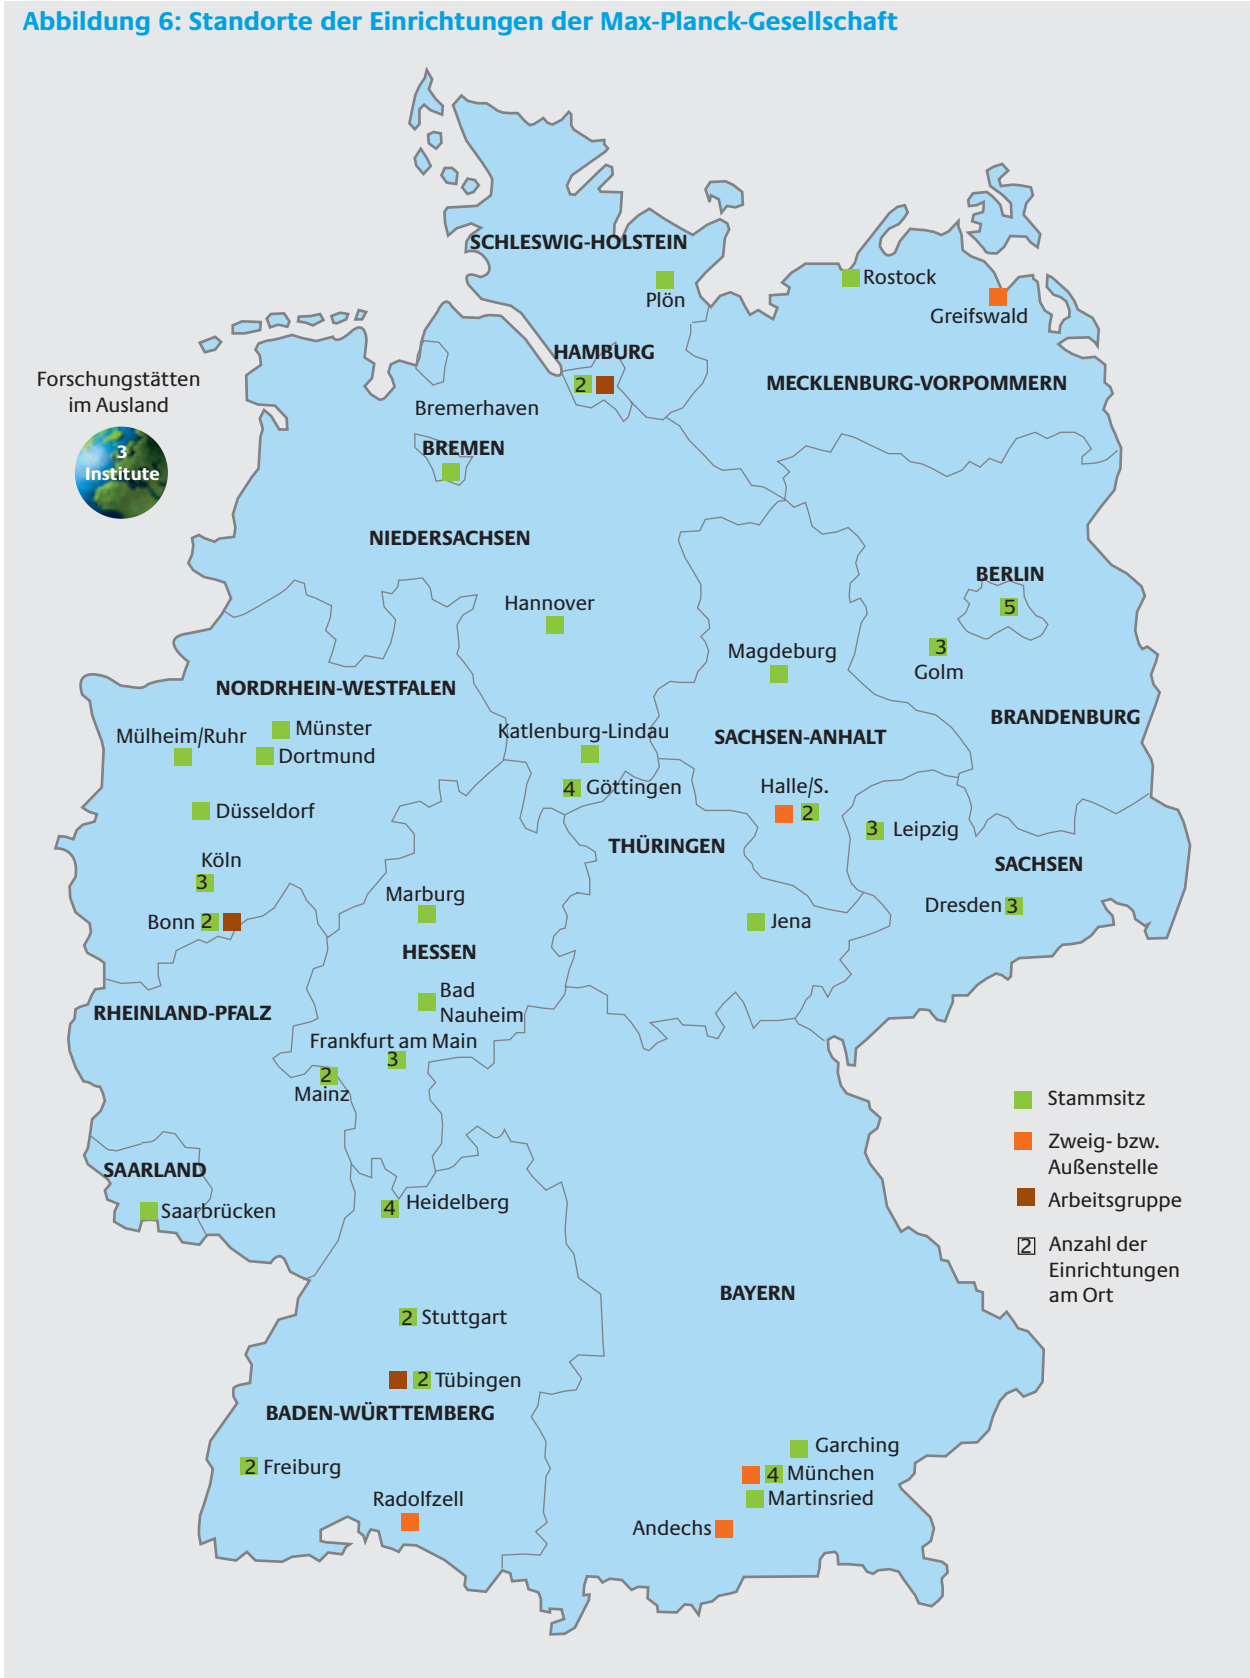 Abbildung 6: Standorte der Einrichtungen der Max-Planck-Gesellschaft
SCHLESWIG-HOLSTEIN
Plön
Rostock
Greifswald
HAMBURG
2
MECKLENBURG-VORPOMMERN
Forschungstätten
im Ausland
3
Institute
Bremerhaven
BREMEN
NIEDERSACHSEN
Hannover
BERLIN
5
3
Golm
Magdeburg
BRANDENBURG
NORDRHEIN-WESTFALEN
Münster
Mülheim/Ruhr
Dortmund
Katlenburg-Lindau
SACHSEN-ANHALT
4 Göttingen
Halle/S.
2
Düsseldorf
3 Leipzig
THÜRINGEN
SACHSEN
Köln
3
Marburg
Dresden 3
Bonn 2
Jena
HESSEN
Bad
Nauheim
RHEINLAND-PFALZ
Frankfurt am Main
3
2
Mainz
Stammsitz
Zweig- bzw.
Außenstelle
Arbeitsgruppe
2 Anzahl der
Einrichtungen
am Ort
SAARLAND
Saarbrücken
4 Heidelberg
BAYERN
2 Stuttgart
2 Tübingen
BADEN-WÜRTTEMBERG
2 Freiburg
Garching
4 München
Martinsried
Radolfzell
Andechs